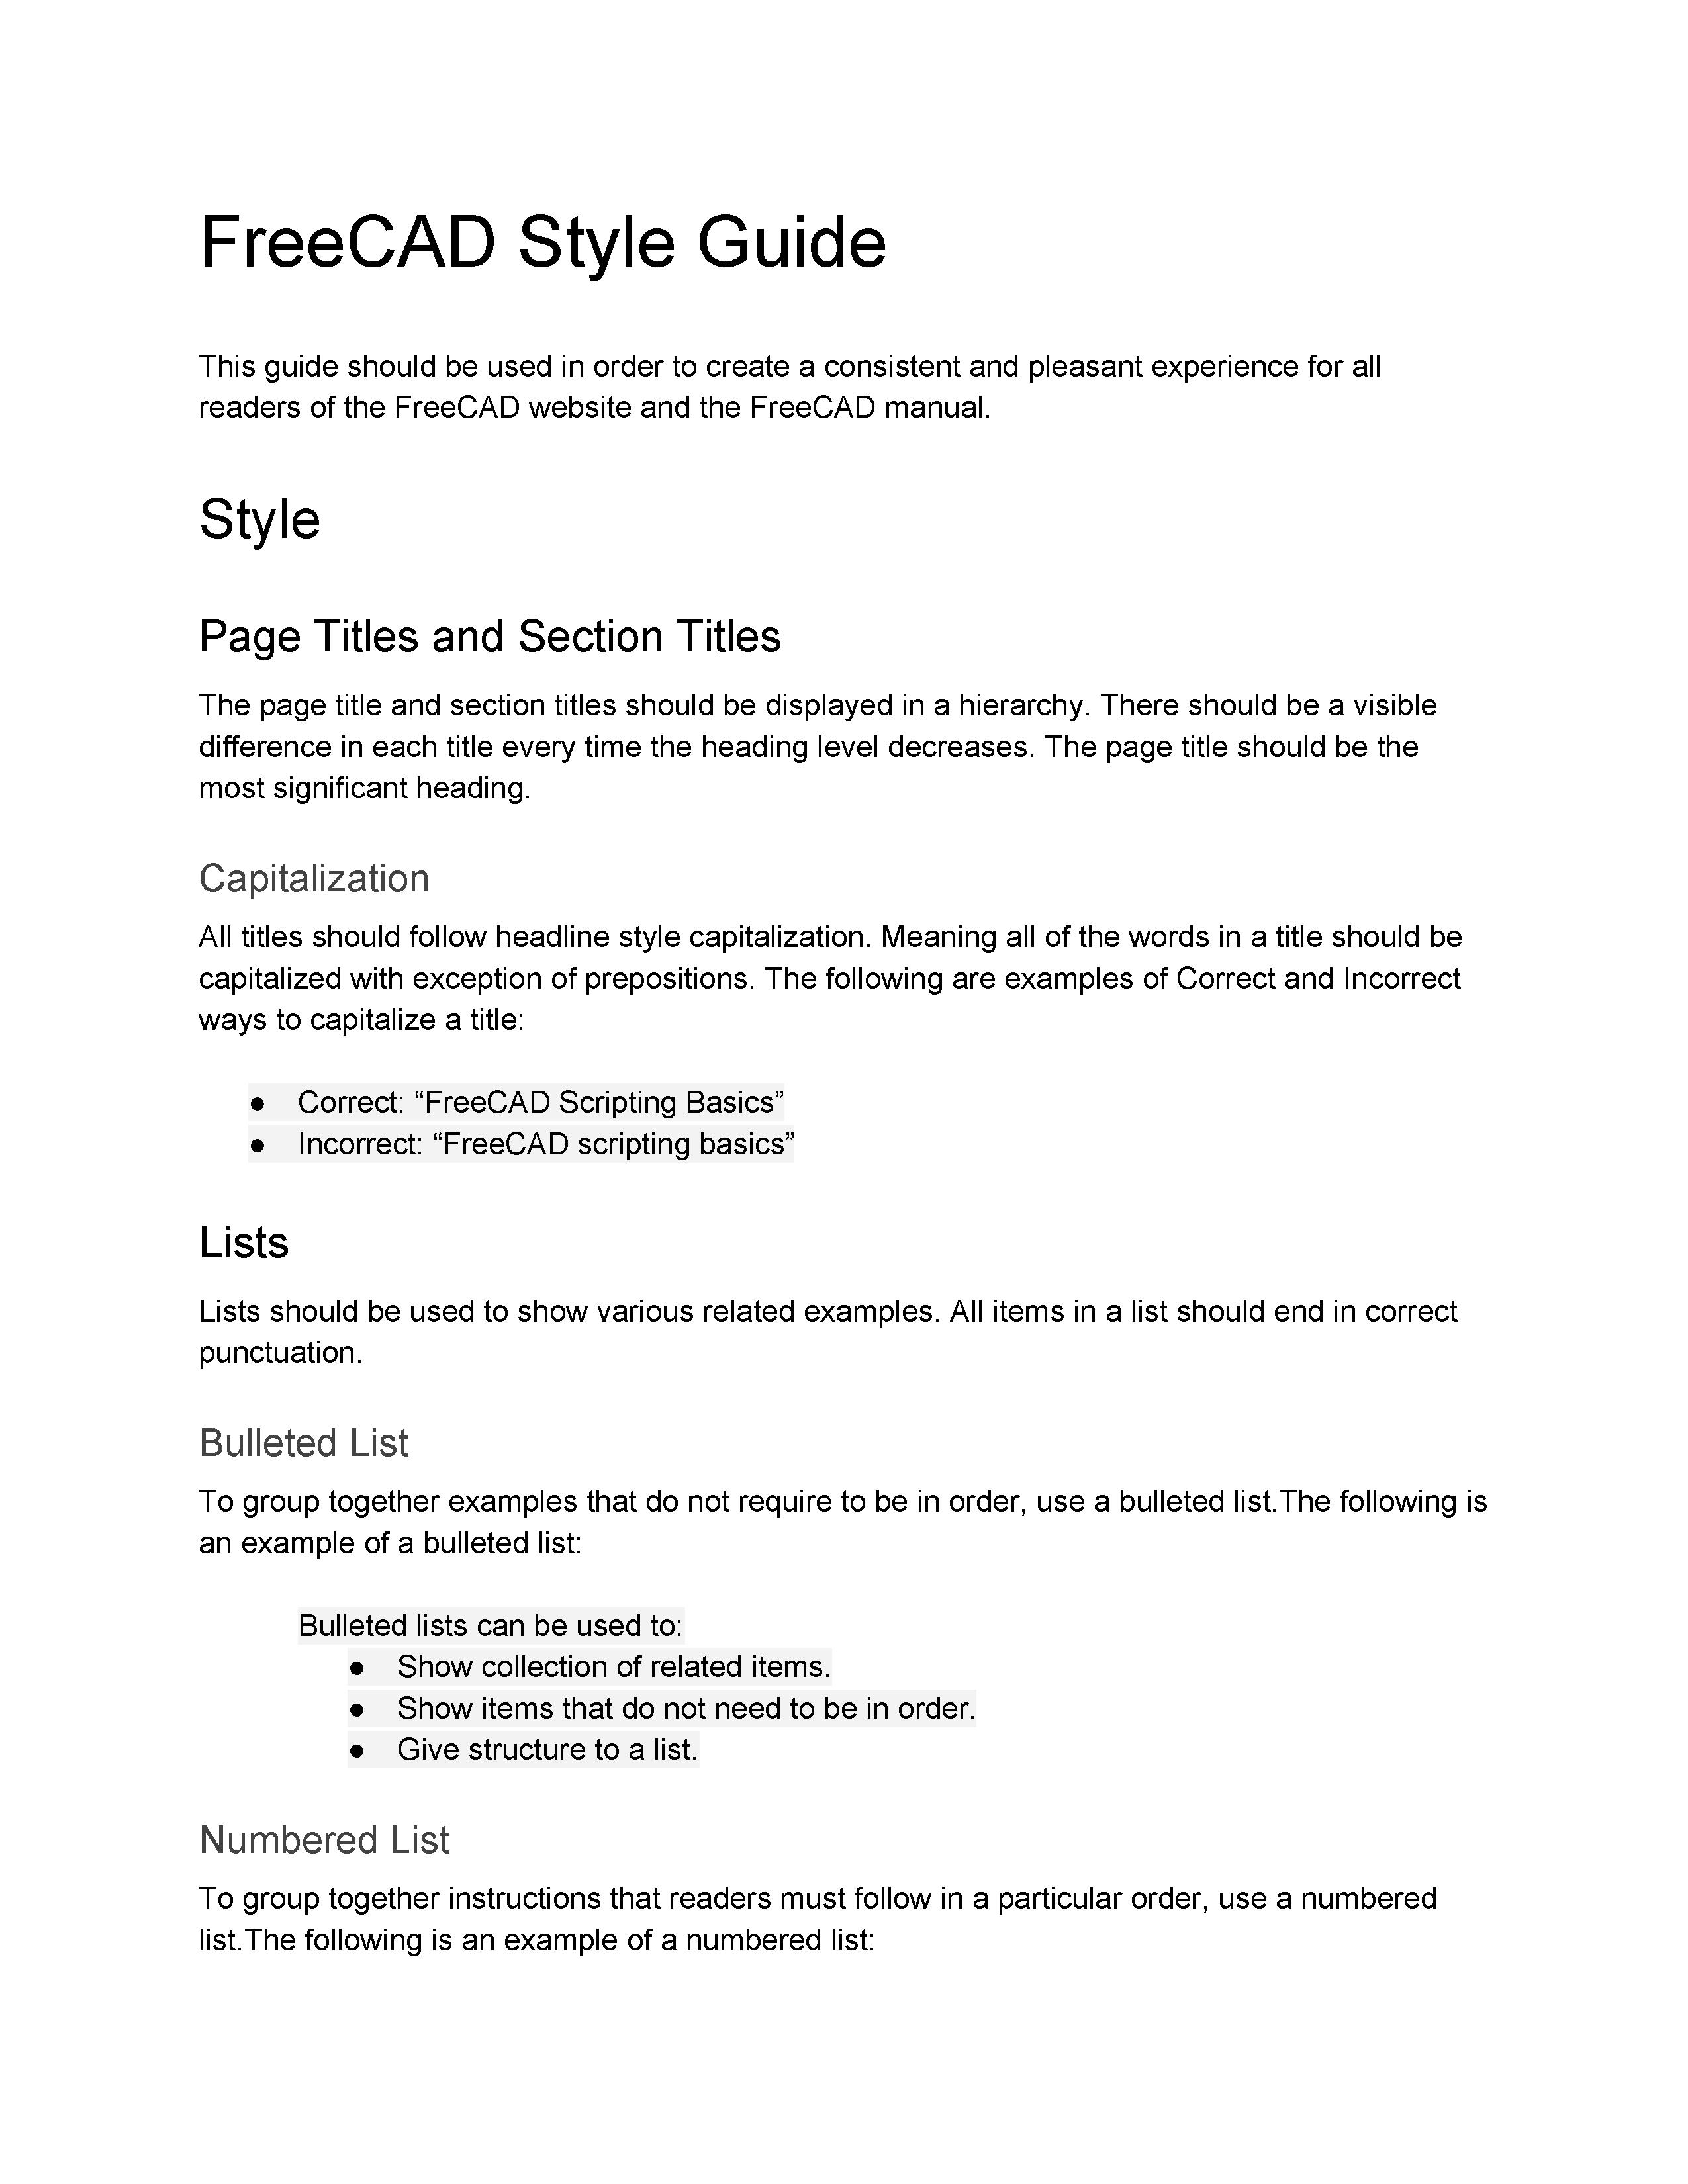 FreeCAD Style Guide
This guide should be used in order to create a consistent and pleasant experience for all
readers of the FreeCAD website and the FreeCAD manual.
Style
Page Titles and Section Titles
The page title and section titles should be displayed in a hierarchy. There should be a visible
difference in each title every time the heading level decreases. The page title should be the
most significant heading.
Capitalization
All titles should follow headline style capitalization. Meaning all of the words in a title should be
capitalized with exception of prepositions. The following are examples of Correct and Incorrect
ways to capitalize a title:
● Correct: “FreeCAD Scripting Basics”
● Incorrect: “FreeCAD scripting basics”
Lists
Lists should be used to show various related examples. All items in a list should end in correct
punctuation.
Bulleted List
To group together examples that do not require to be in order, use a bulleted list.The following is
an example of a bulleted list:
Bulleted lists can be used to:
● Show collection of related items.
● Show items that do not need to be in order.
● Give structure to a list.
Numbered List
To group together instructions that readers must follow in a particular order, use a numbered
list.The following is an example of a numbered list: